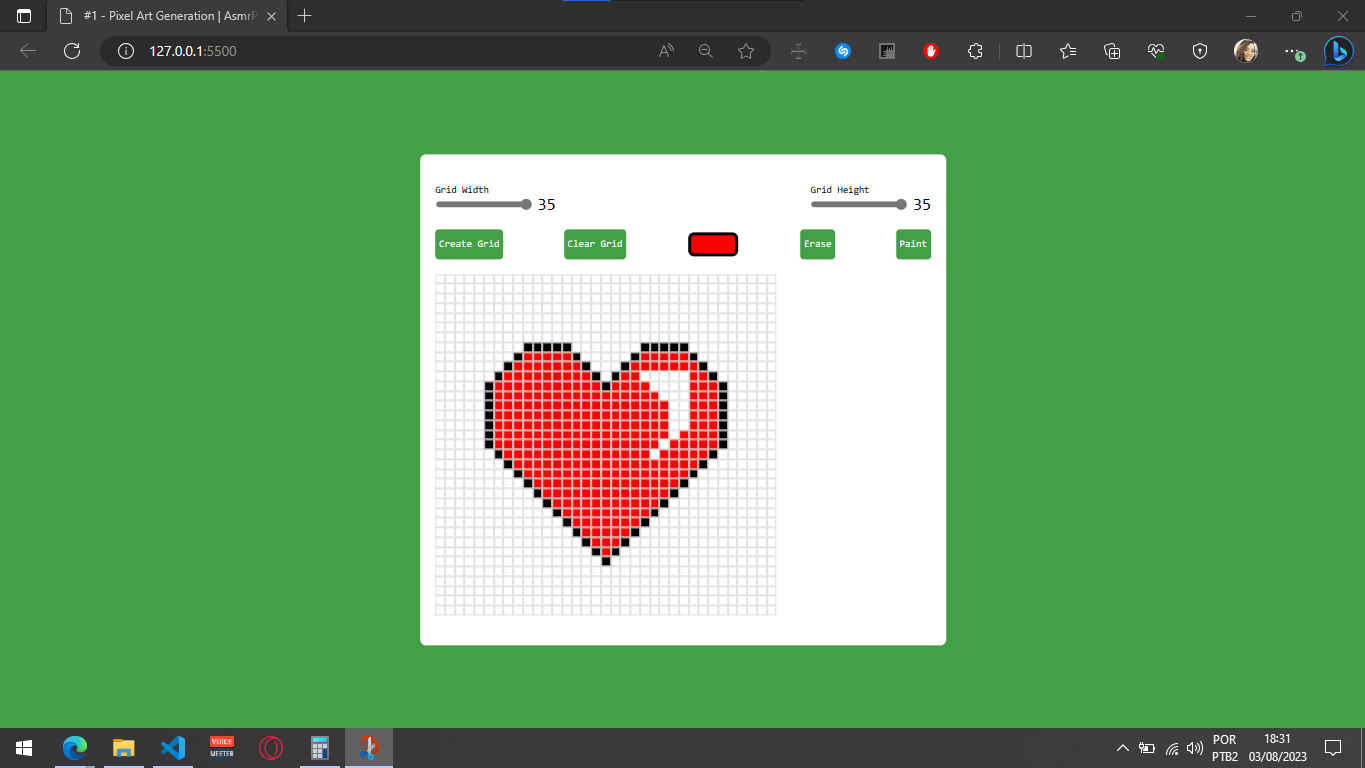 #1 - Pixel Art Generation | AsmrP
127.0.0.1:5500
Grid Width
35
Grid Height
35
Create Grid
Clear Grid
Erase
Paint
VOICE
MEETER
POR
PTB2
18:31
03/08/2023